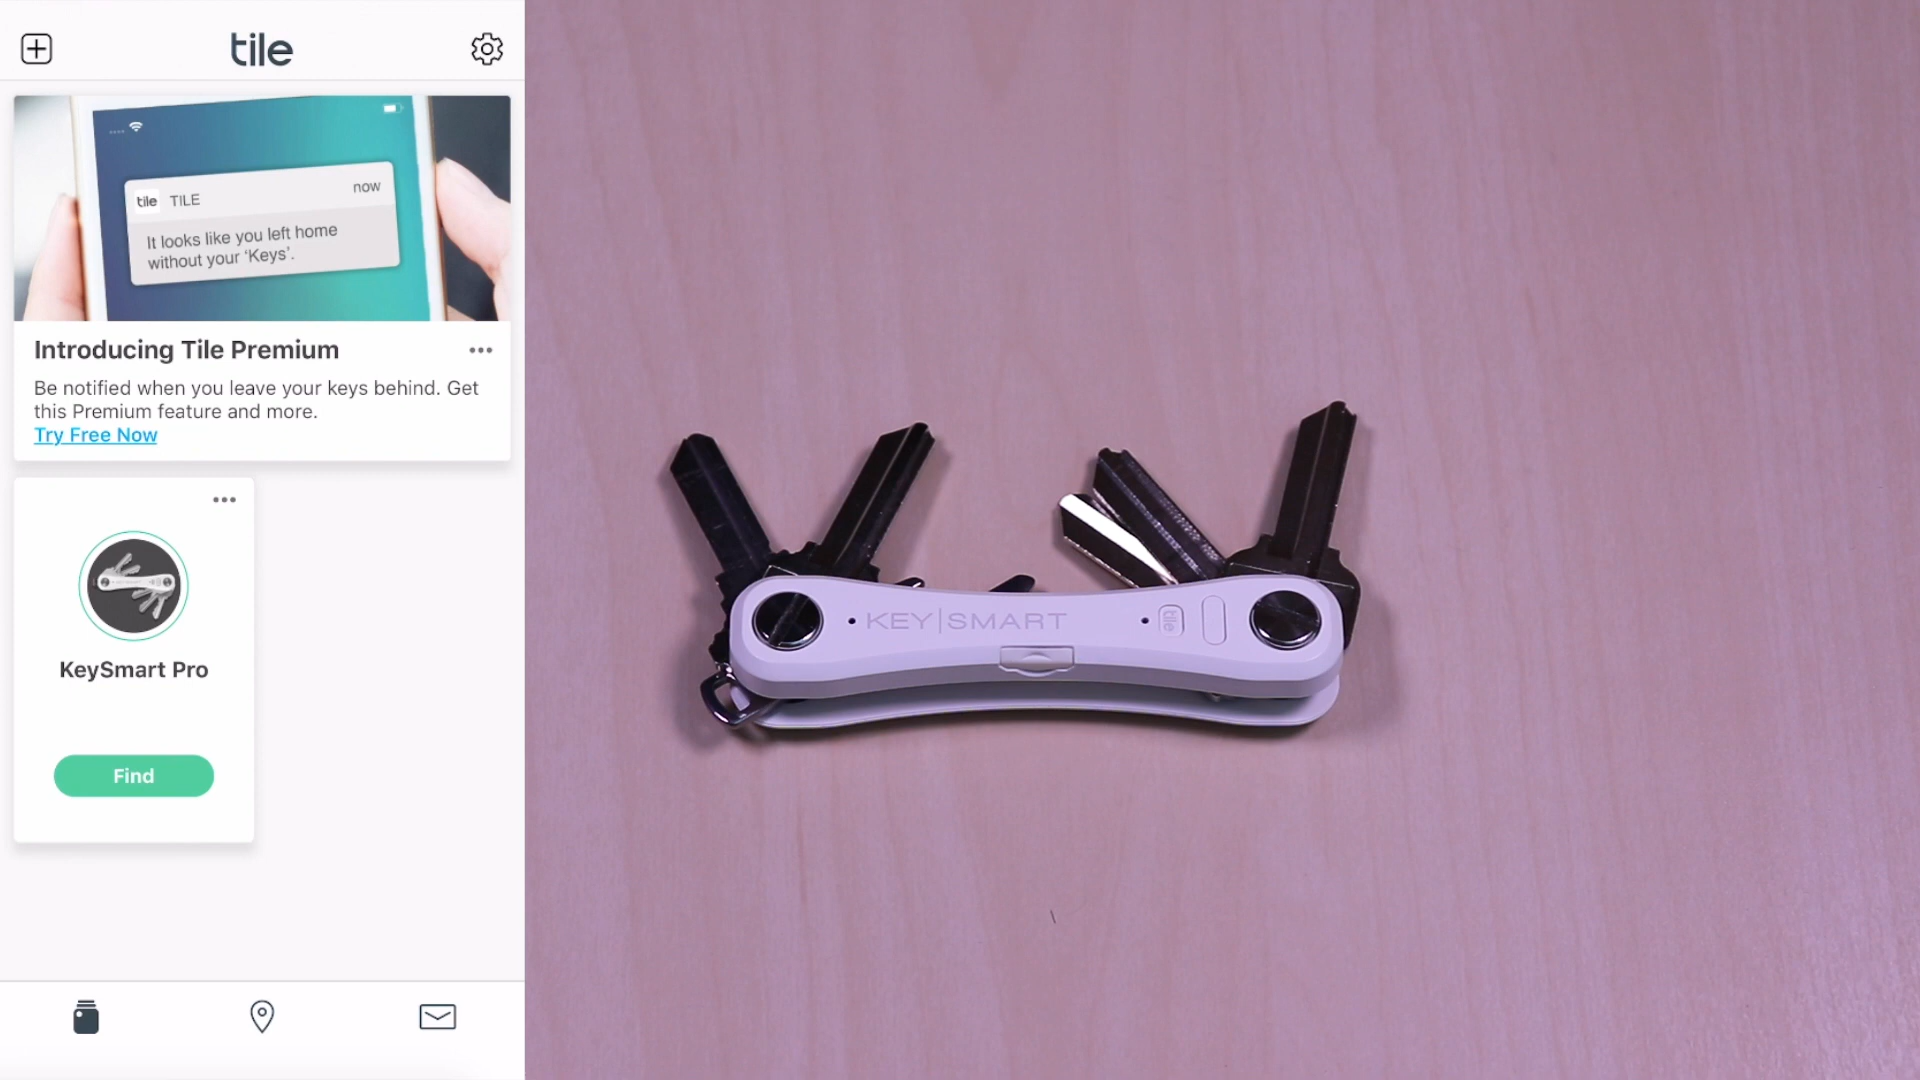 tile
tile TILE now
It looks like you left home
without your ‘Keys’.
Introducing Tile Premium
Be notified when you leave your keys behind. Get
this Premium feature and more.
Try Free Now
KeySmart Pro
Find
KEY|SMART
tile